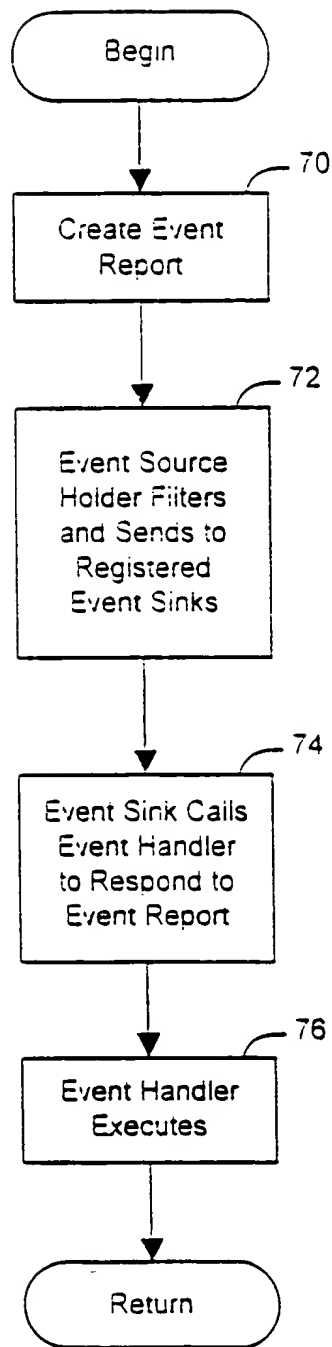 Begin
70
Create Event
Report
72
Event Source
Holder Filters
and Sends to
Registered
Event Sinks
74
Event Sink Calls
Event Handler
to Respond to
Event Report
76
Event Handler
Executes
Return